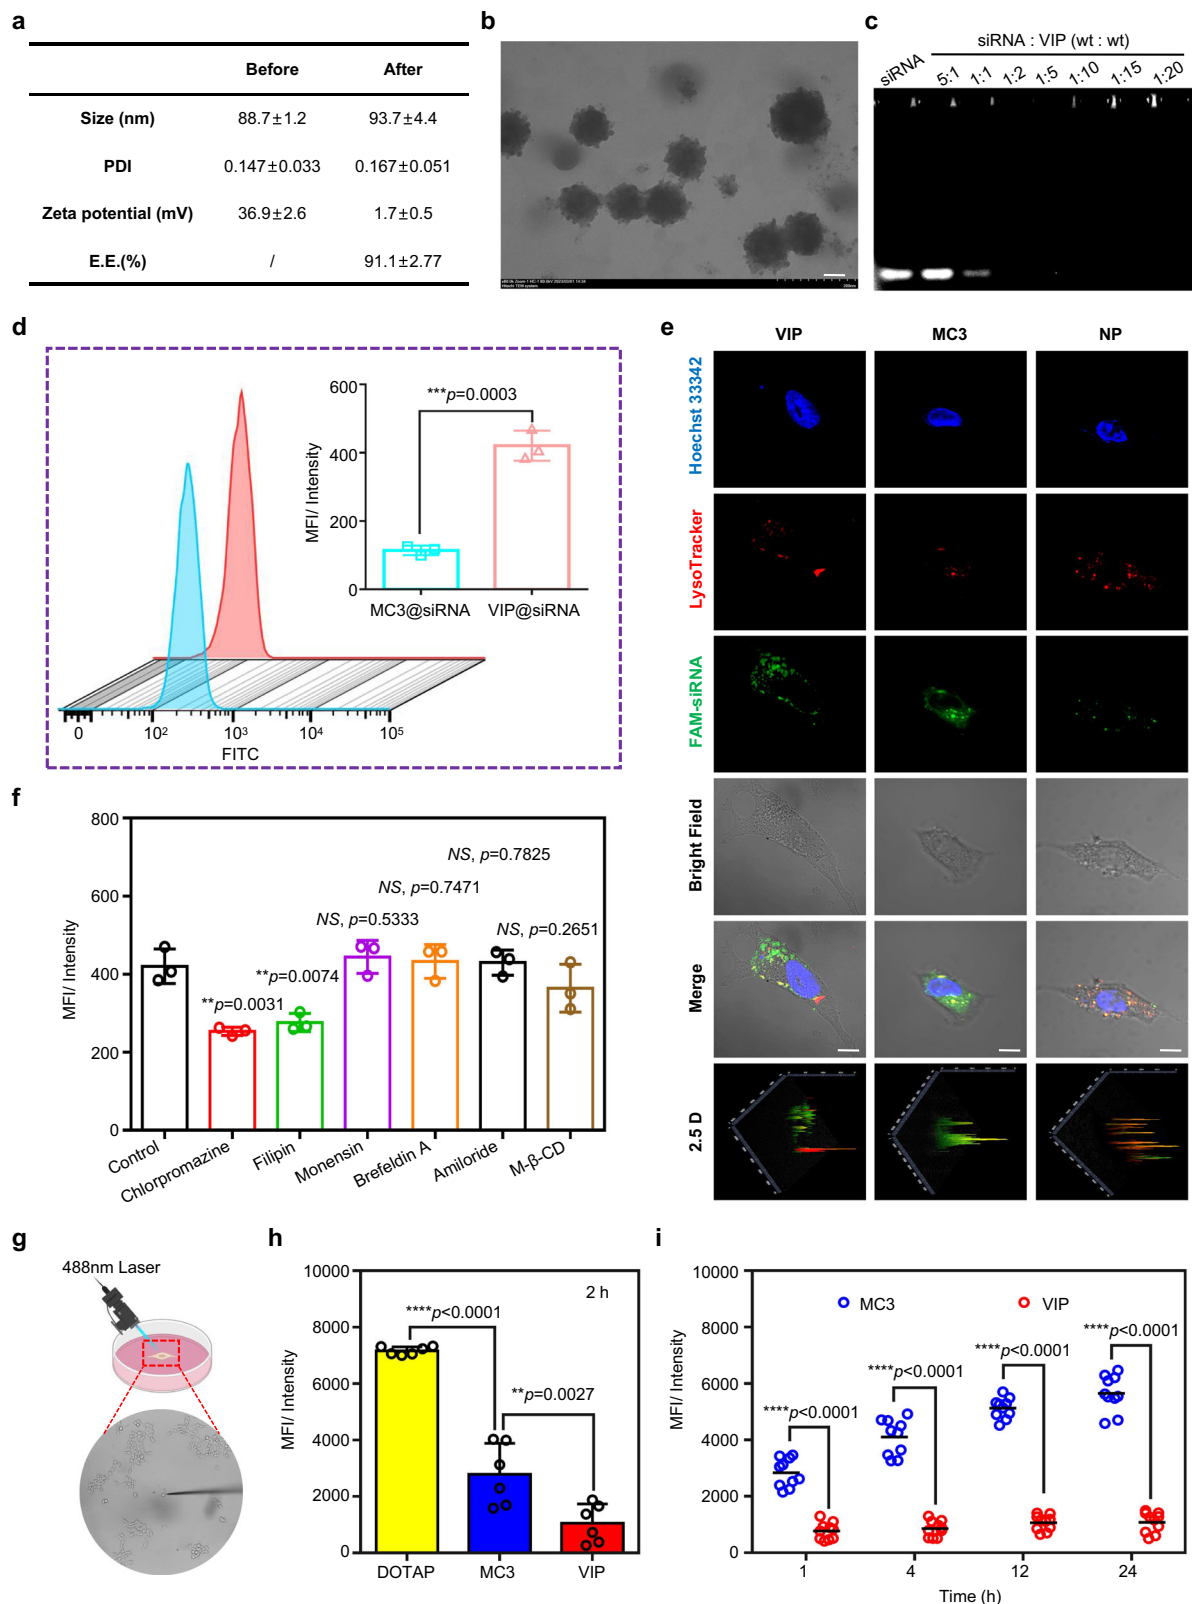 a
Before After
Size (nm) 88.7±1.2 93.7±4.4
PDI 0.147±0.033 0.167±0.051
Zeta potential (mV) 36.9±2.6 1.7±0.5
E.E.(%) / 91.1±2.77
b
200nm
c
siRNA : VIP (wt : wt)
siRNA 5:1 1:1 1:2 1:5 1:10 1:15 1:20
d
600
400
200
0
MFI/ Intensity
***p=0.0003
MC3@siRNA VIP@siRNA
0 10² 10³ 10⁴ 10⁵
FITC
e
VIP MC3 NP
Hoechst 33342
LysoTracker
FAM-siRNA
Bright Field
Merge
2.5 D
f
800
600
400
200
0
MFI/ Intensity
NS, p=0.7825
NS, p=0.7471
NS, p=0.5333
NS, p=0.2651
**p=0.0074
**p=0.0031
Control Chlorpromazine Filipin Monensin Brefeldin A Amiloride M-β-CD
g
488nm Laser
h
10000
8000
6000
4000
2000
0
MFI/ Intensity
2 h
****p<0.0001
**p=0.0027
DOTAP MC3 VIP
i
10000
8000
6000
4000
2000
0
MFI/ Intensity
MC3 VIP
****p<0.0001
****p<0.0001
****p<0.0001
****p<0.0001
1 4 12 24
Time (h)